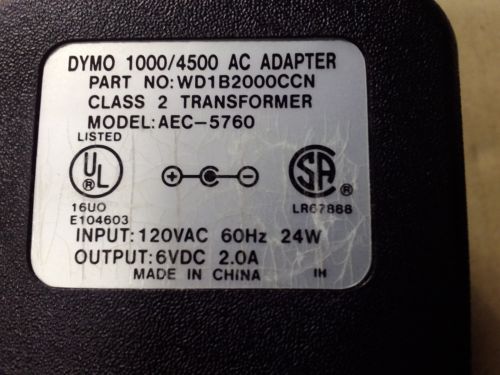 DYMO 1000/4500 AC ADAPTER
PART NO:WD1B2000CCN
CLASS 2 TRANSFORMER
MODEL:AEC-5760
LISTED
UL ®
+ -
SA ®
16UO
E104603
LR67888
INPUT:120VAC 60Hz 24W
OUTPUT:6VDC 2.0A
MADE IN CHINA IH